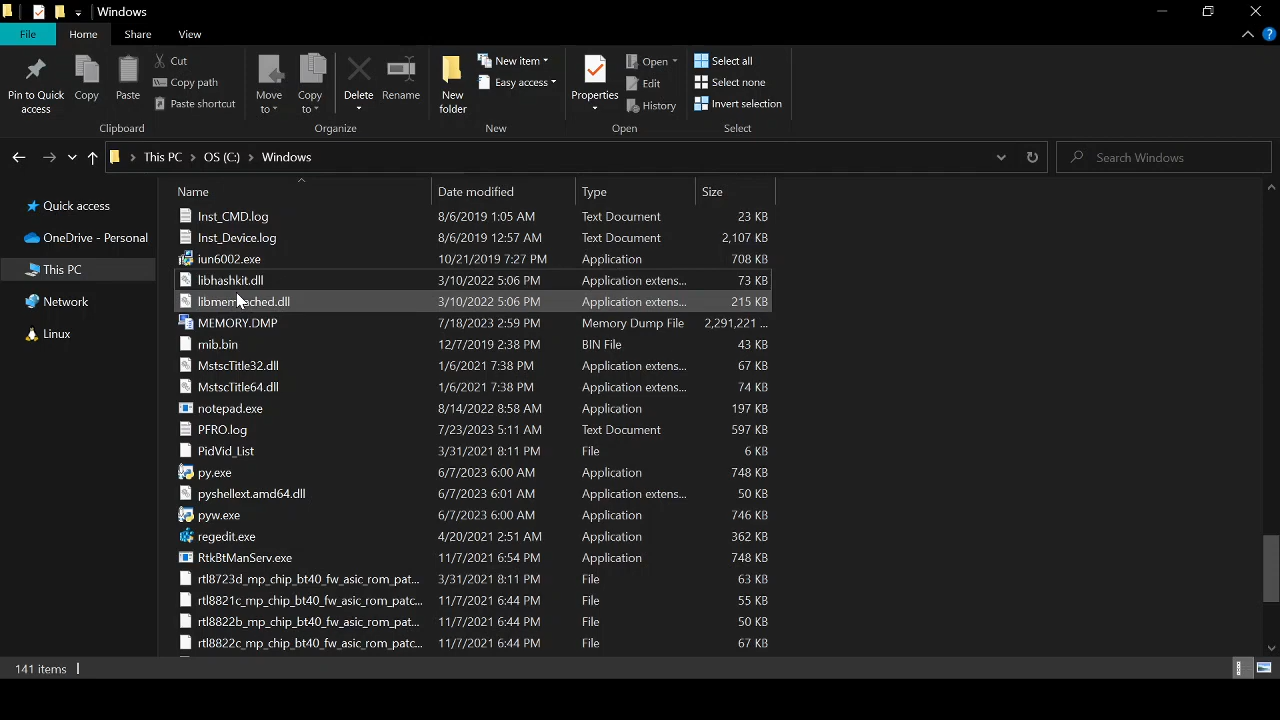 Windows
File Home Share View
Pin to Quick access
Copy
Paste
Cut
Copy path
Paste shortcut
Clipboard
Move to
Copy to
Delete
Rename
Organize
New folder
New item
Easy access
New
Properties
Open
Edit
History
Open
Select all
Select none
Invert selection
Select
This PC > OS (C:) > Windows
Search Windows
Quick access
OneDrive - Personal
This PC
Network
Linux
Name Date modified Type Size
Inst_CMD.log 8/6/2019 1:05 AM Text Document 23 KB
Inst_Device.log 8/6/2019 12:57 AM Text Document 2,107 KB
iun6002.exe 10/21/2019 7:27 PM Application 708 KB
libhashkit.dll 3/10/2022 5:06 PM Application extens... 73 KB
3/10/2022 5:06 PM Application extens... 215 KB
MEMORY.DMP 7/18/2023 2:59 PM Memory Dump File 2,291,221 ...
mib.bin 12/7/2019 2:38 PM BIN File 43 KB
MstscTitle32.dll 1/6/2021 7:38 PM Application extens... 67 KB
MstscTitle64.dll 1/6/2021 7:38 PM Application extens... 74 KB
notepad.exe 8/14/2022 8:58 AM Application 197 KB
PFRO.log 7/23/2023 5:11 AM Text Document 597 KB
PidVid_List 3/31/2021 8:11 PM File 6 KB
py.exe 6/7/2023 6:00 AM Application 748 KB
pyshellext.amd64.dll 6/7/2023 6:01 AM Application extens... 50 KB
pyw.exe 6/7/2023 6:00 AM Application 746 KB
regedit.exe 4/20/2021 2:51 AM Application 362 KB
RtkBtManServ.exe 11/7/2021 6:54 PM Application 748 KB
rtl8723d_mp_chip_bt40_fw_asic_rom_pat... 3/31/2021 8:11 PM File 63 KB
rtl8821c_mp_chip_bt40_fw_asic_rom_patc... 11/7/2021 6:44 PM File 55 KB
rtl8822b_mp_chip_bt40_fw_asic_rom_pat... 11/7/2021 6:44 PM File 50 KB
rtl8822c_mp_chip_bt40_fw_asic_rom_patc... 11/7/2021 6:44 PM File 67 KB
141 items